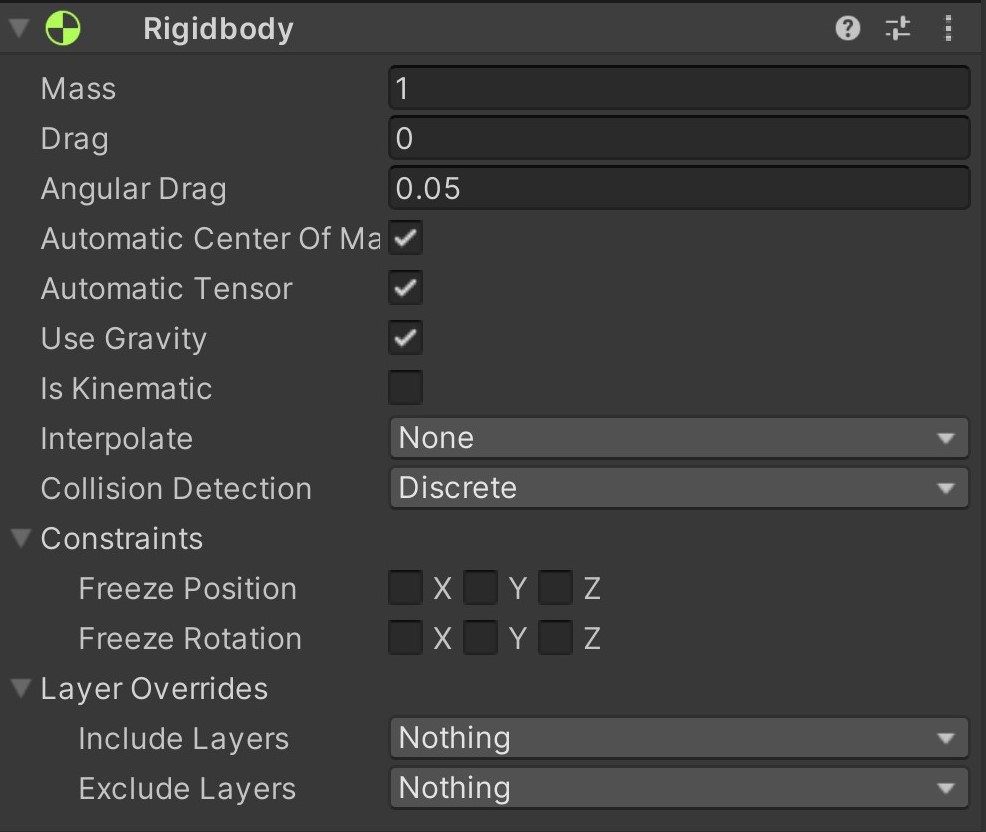 Rigidbody
Mass 1
Drag 0
Angular Drag 0.05
Automatic Center Of Ma
Automatic Tensor
Use Gravity
Is Kinematic
Interpolate None
Collision Detection Discrete
Constraints
Freeze Position X Y Z
Freeze Rotation X Y Z
Layer Overrides
Include Layers Nothing
Exclude Layers Nothing